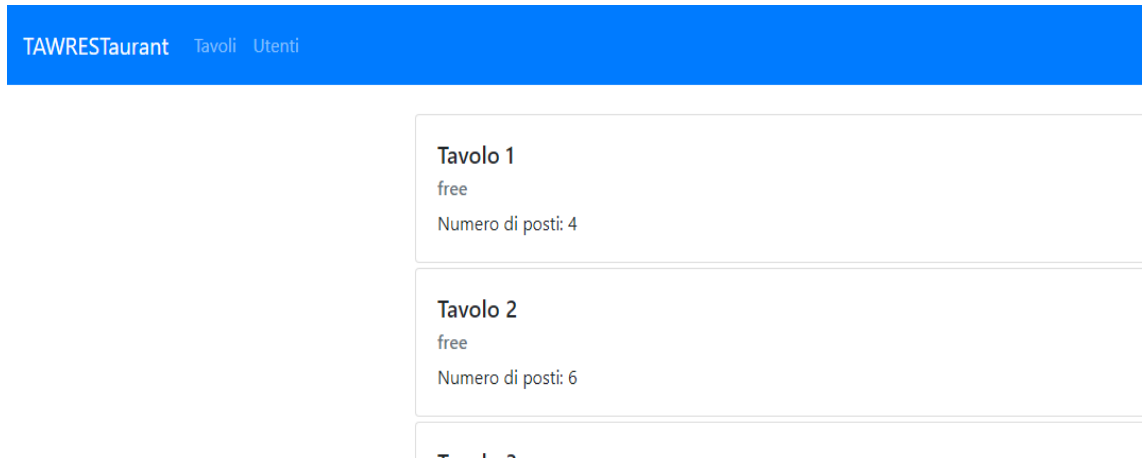 TAWRESTaurant Tavoli Utenti
Tavolo 1
free
Numero di posti: 4
Tavolo 2
free
Numero di posti: 6